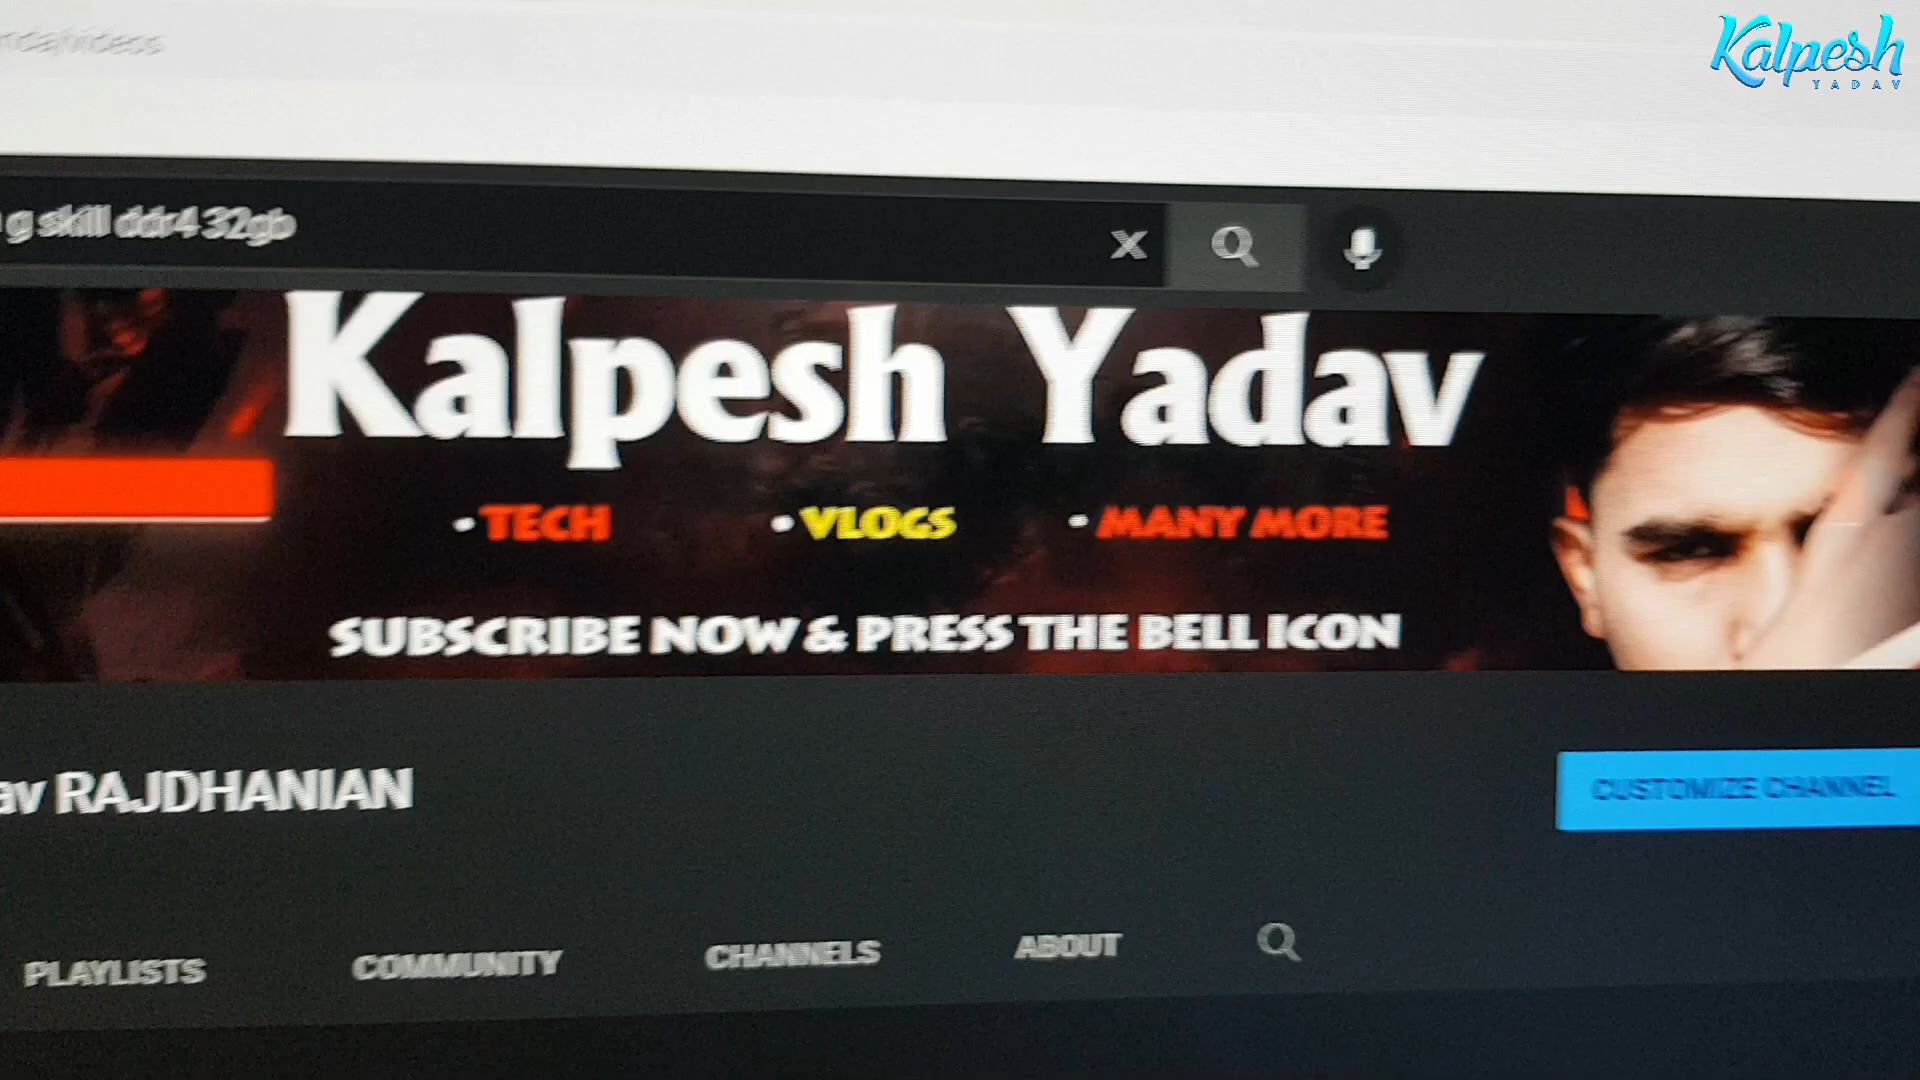 Kalpesh
YADAV
g skill ddr4 32gb
Kalpesh Yadav
• TECH • VLOGS • MANY MORE
SUBSCRIBE NOW & PRESS THE BELL ICON
av RAJDHANIAN
CUSTOMIZE CHANNEL
PLAYLISTS COMMUNITY CHANNELS ABOUT